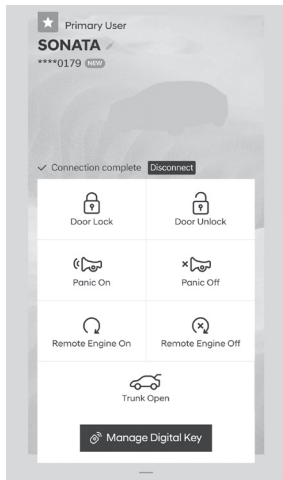 Primary User
SONATA
****0179 NEW
Connection complete Disconnect
Door Lock Door Unlock
Panic On Panic Off
Remote Engine On Remote Engine Off
Trunk Open
Manage Digital Key